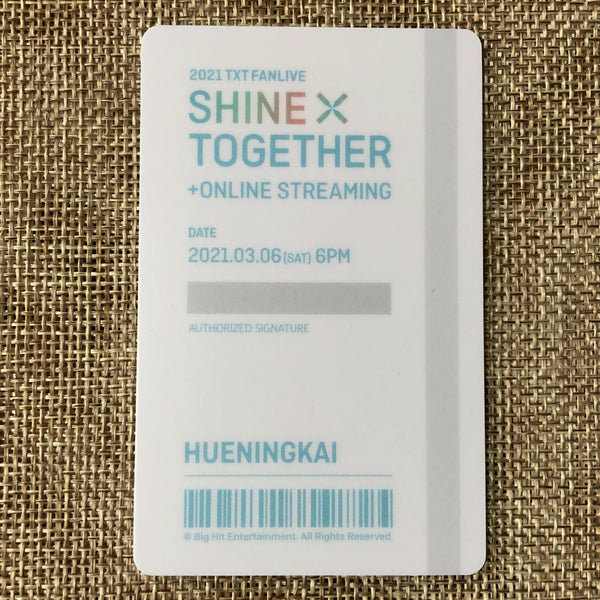 2021 TXT FANLIVE
SHINE X
TOGETHER
+ONLINE STREAMING
DATE
2021.03.06(SAT) 6PM
AUTHORIZED SIGNATURE
HUENINGKAI
© Big Hit Entertainment. All Rights Reserved.